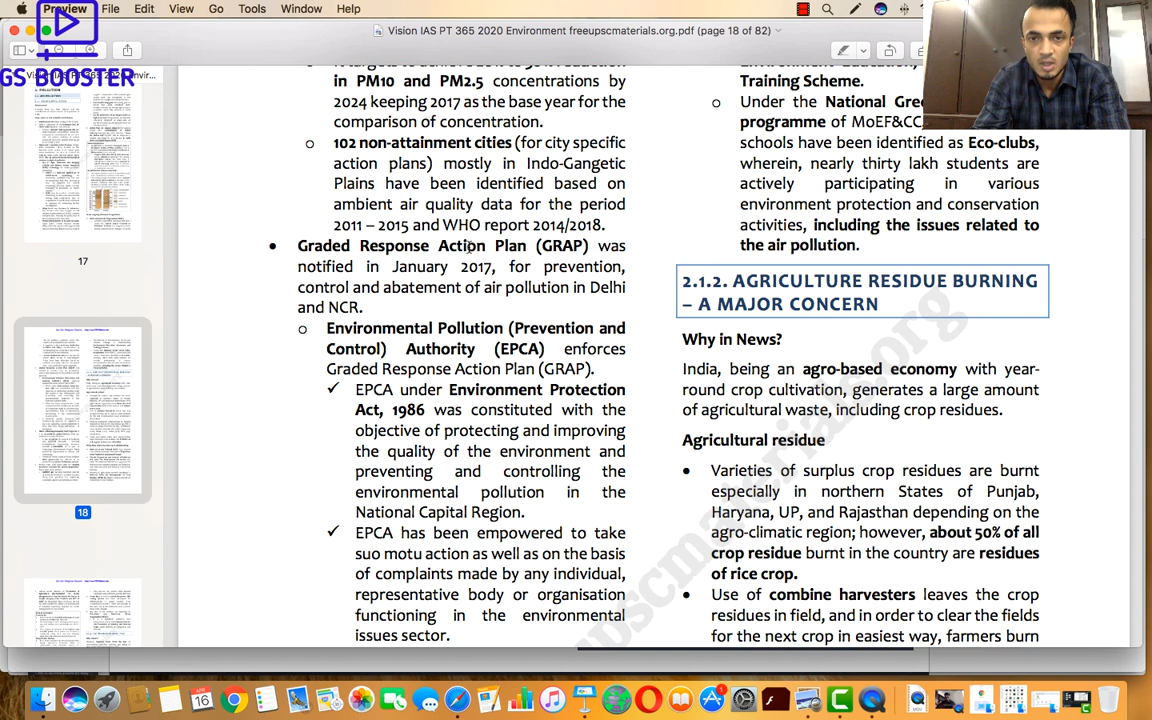 Preview File Edit View Go Tools Window Help
GS BOOSTER
Vision IAS PT 365 2020 Environment freeupscmaterials.org.pdf (page 18 of 78)
Vision IAS PT 365 2020 Envir...
17
18
in PM10 and PM2.5 concentrations by
2024 keeping 2017 as the base year for the
comparison of concentration.
o 102 non-attainment cities (for city specific
action plans) mostly in Indo-Gangetic
Plains have been identified based on
ambient air quality data for the period
2011 – 2015 and WHO report 2014/2018.
• Graded Response Action Plan (GRAP) was
notified in January 2017, for prevention,
control and abatement of air pollution in Delhi
and NCR.
o Environmental Pollution (Prevention and
Control) Authority (EPCA) enforces
Graded Response Action Plan (GRAP).
✓ EPCA under Environment Protection
Act, 1986 was constituted with the
objective of protecting and improving
the quality of the environment and
preventing and controlling the
environmental pollution in the
National Capital Region.
✓ EPCA has been empowered to take
suo motu action as well as on the basis
of complaints made by any individual,
representative body or organisation
functioning in the environmental
issues sector.
Training Scheme.
o Under the National
programme of MoEF&CC,
schools have been identified as Eco-clubs,
wherein, nearly thirty lakh students are
actively participating in various
environment protection and conservation
activities, including the issues related to
the air pollution.
2.1.2. AGRICULTURE RESIDUE BURNING
– A MAJOR CONCERN
Why in News?
India, being an agro-based economy with year-
round crop cultivation, generates a large amount
of agricultural waste, including crop residues.
Agricultural residue
• Varieties of surplus crop residues are burnt
especially in northern States of Punjab,
Haryana, UP, and Rajasthan depending on the
agro-climatic region; however, about 50% of all
crop residue burnt in the country are residues
of rice crop.
• Use of combine harvesters leaves the crop
residues in field, and in order to clear the fields
for the next crop in easiest way, farmers burn